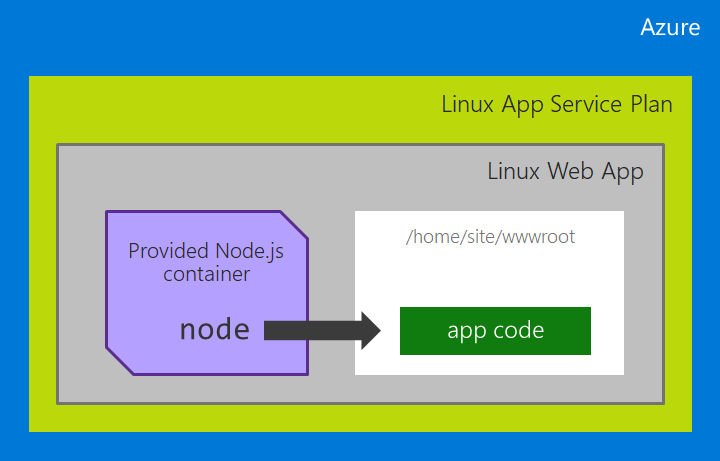 Azure
Linux App Service Plan
Linux Web App
Provided Node.js
container
node
/home/site/wwwroot
app code